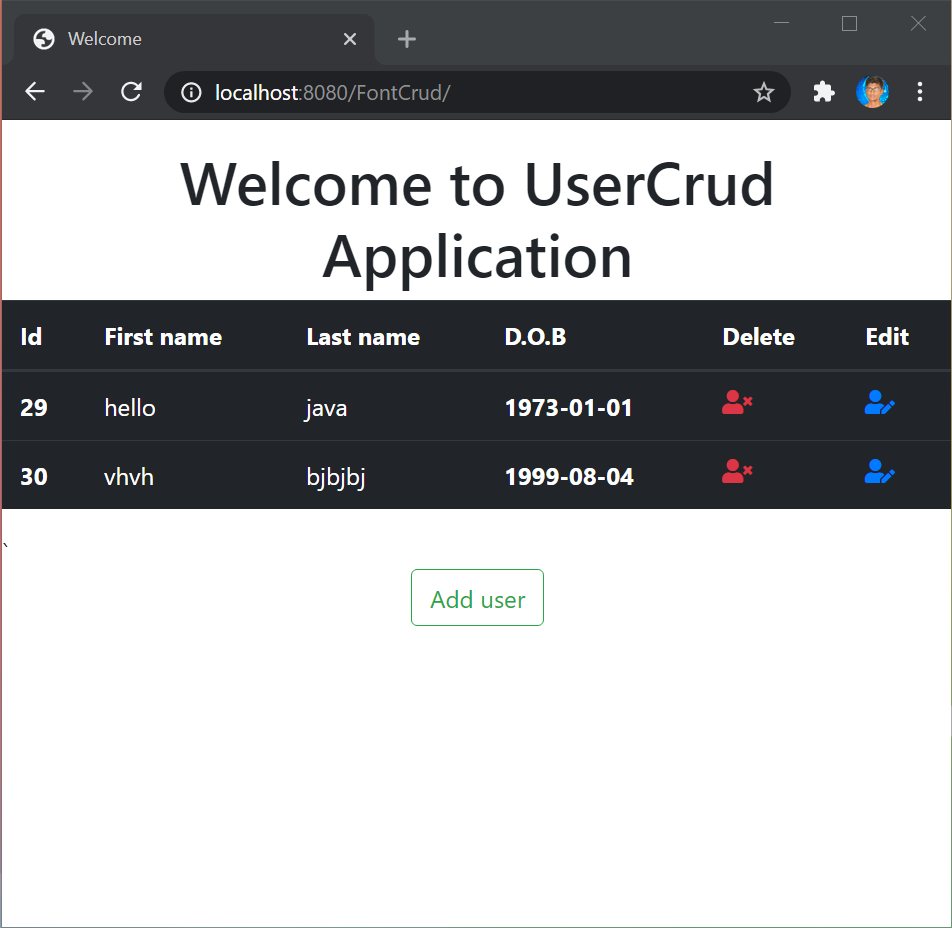 Welcome
localhost:8080/FontCrud/
Welcome to UserCrud
Application
Id First name Last name D.O.B Delete Edit
29 hello java 1973-01-01
30 vhvh bjbjbj 1999-08-04
`
Add user